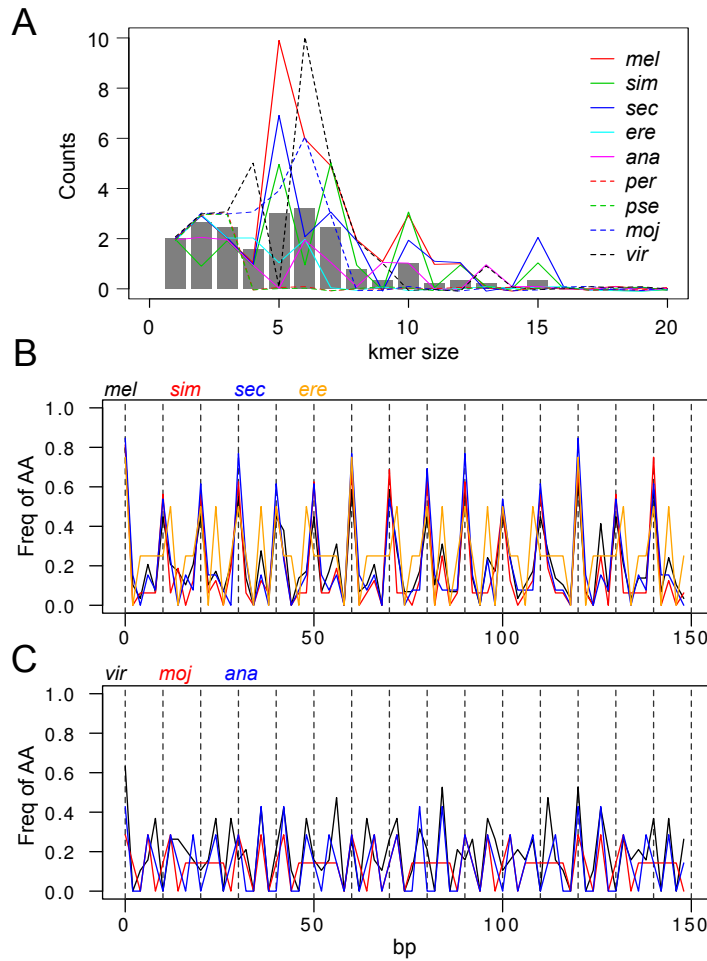 A
Counts
10
8
6
4
2
0
0 5 10 15 20
kmer size
mel
sim
sec
ere
ana
per
pse
moj
vir
B
mel sim sec ere
Freq of AA
1.0
0.8
0.6
0.4
0.2
0.0
0 50 100 150
C
vir moj ana
Freq of AA
1.0
0.8
0.6
0.4
0.2
0.0
0 50 100 150
bp